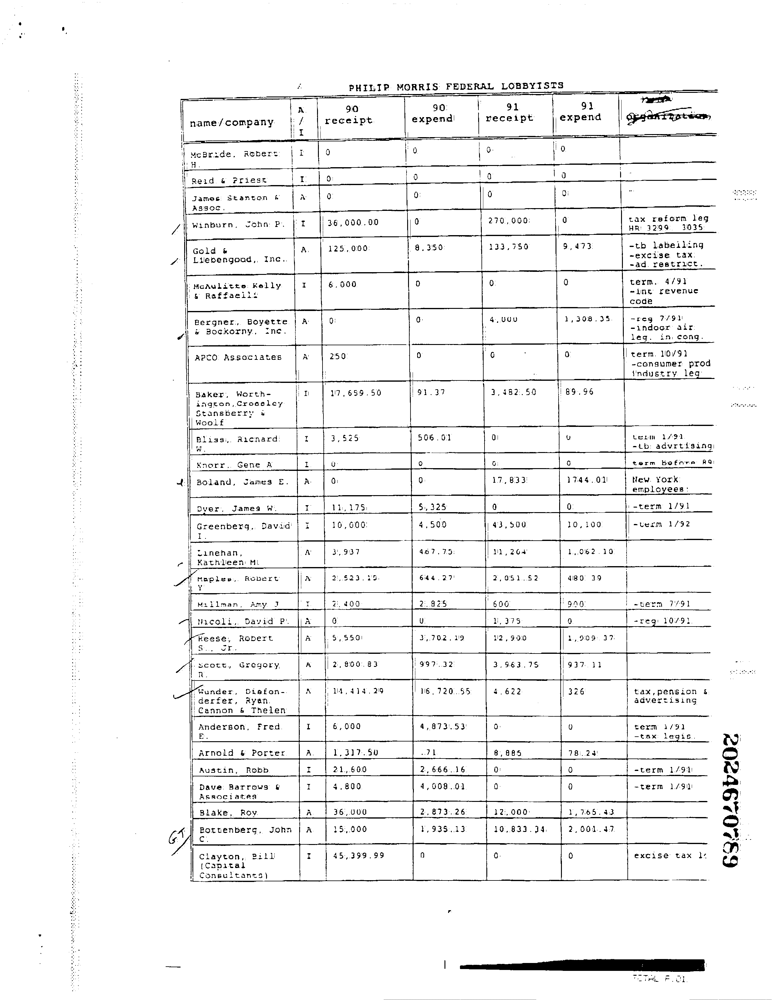 PHILIP MORRIS FEDERAL LOBBYISTS
name/company A/I 90 receipt 90 expend 91 receipt 91 expend
McBride, Robert H. I 0 0 0 0
Reid & Priest I 0 0 0 0
James Stanton & Assoc. A 0 0 0 0
Winburn, John P. I 36,000.00 0 270,000 0 tax reform leg HR 3299 3035
Gold & Liebengood, Inc. A 125,000 8,350 133,750 9,473 -tb labeling -excise tax -ad restrict.
McAulitte Kelly & Raffaelli I 6,000 0 0 0 term. 4/91 -int revenue code
Bergner, Boyette & Bockorny, Inc. A 0 0 4,000 1,308.35 -reg 7/91 -indoor air leg. in cong.
APCO Associates A 250 0 0 0 term 10/91 -consumer prod industry leg
Baker, Worthington, Crossley Stansberry & Woolf I 17,659.50 91.37 3,482.50 89.96
Bliss, Richard W. I 3,525 506.01 0 0 term 1/91 -tb advrtising
Knorr, Gene A I 0 0 0 0 term before 89
Boland, James E. A 0 0 17,833 1744.01 New York employees
Dyer, James W. I 11,175 5,325 0 0 -term 1/91
Greenberg, David I. I 10,000 4,500 43,500 10,100 -term 1/92
Linehan, Kathleen M. A 3,937 467.75 11,264 1,062.10
Maples, Robert Y A 2,523.15 644.27 2,051.52 480.39
Millman, Amy J I 2,400 2,825 600 900 -term 7/91
Nicoli, David P. A 0 0 1,375 0 -reg 10/91
Reese, Robert S., Jr. A 5,550 3,702.19 12,900 1,909.37
Scott, Gregory R. A 2,800.83 997.32 3,963.75 937.11
Wunder, Diefonderfer, Ryan, Cannon & Thelen A 14,414.29 16,720.55 4,622 326 tax, pension & advertising
Anderson, Fred E. I 6,000 4,873.53 0 0 term 1/91 -tax legis.
Arnold & Porter A 1,317.50 .71 8,885 78.24
Austin, Robb I 21,600 2,666.16 0 0 -term 1/91
Dave Barrows & Associates I 4,800 4,008.01 0 0 -term 1/91
Blake, Roy A 36,000 2,873.26 12,000 1,765.43
GT Bottenberg, John C. A 15,000 1,935.13 10,833.34 2,001.47
Clayton, Bill (Capital Consultants) I 45,399.99 0 0 0 excise tax
2024670789
TOTAL P.01